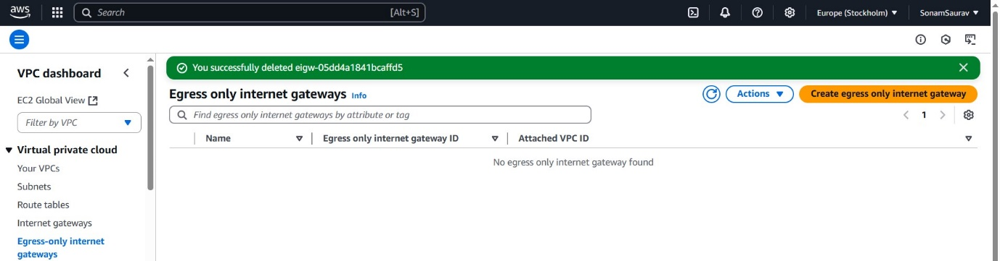 aws
Search [Alt+S]
Europe (Stockholm) SonamSaurav
VPC dashboard
EC2 Global View
Filter by VPC
Virtual private cloud
Your VPCs
Subnets
Route tables
Internet gateways
Egress-only internet
gateways
You successfully deleted eigw-05dd4a1841bcaffd5
Egress only internet gateways Info
Actions
Create egress only internet gateway
Find egress only internet gateways by attribute or tag
1
Name Egress only internet gateway ID Attached VPC ID
No egress only internet gateway found